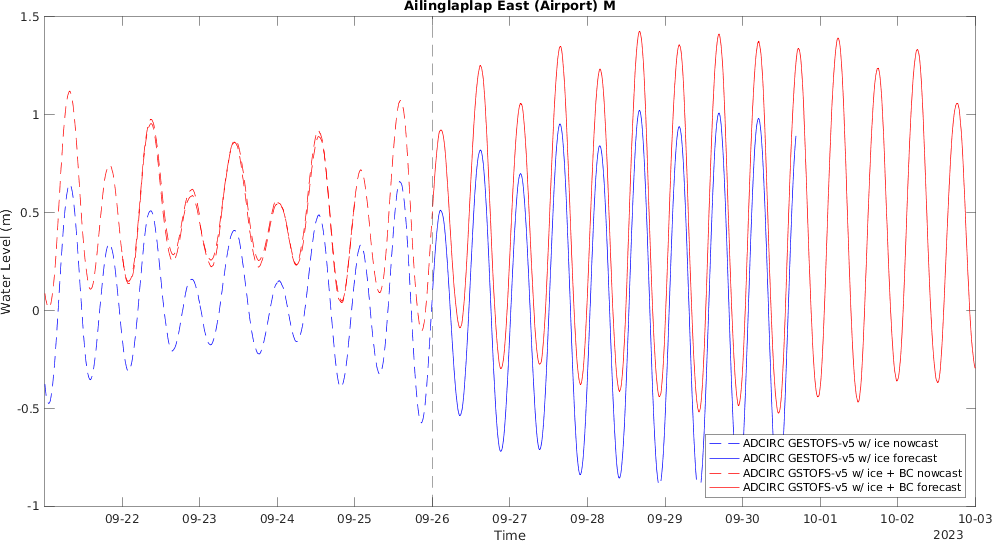 Ailinglaplap East (Airport) M
1.5
1
0.5
0
-0.5
-1
Water Level (m)
ADCIRC GESTOFS-v5 w/ ice nowcast
ADCIRC GESTOFS-v5 w/ ice forecast
ADCIRC GSTOFS-v5 w/ ice + BC nowcast
ADCIRC GSTOFS-v5 w/ ice + BC forecast
09-22 09-23 09-24 09-25 09-26 09-27 09-28 09-29 09-30 10-01 10-02 10-03
Time
2023